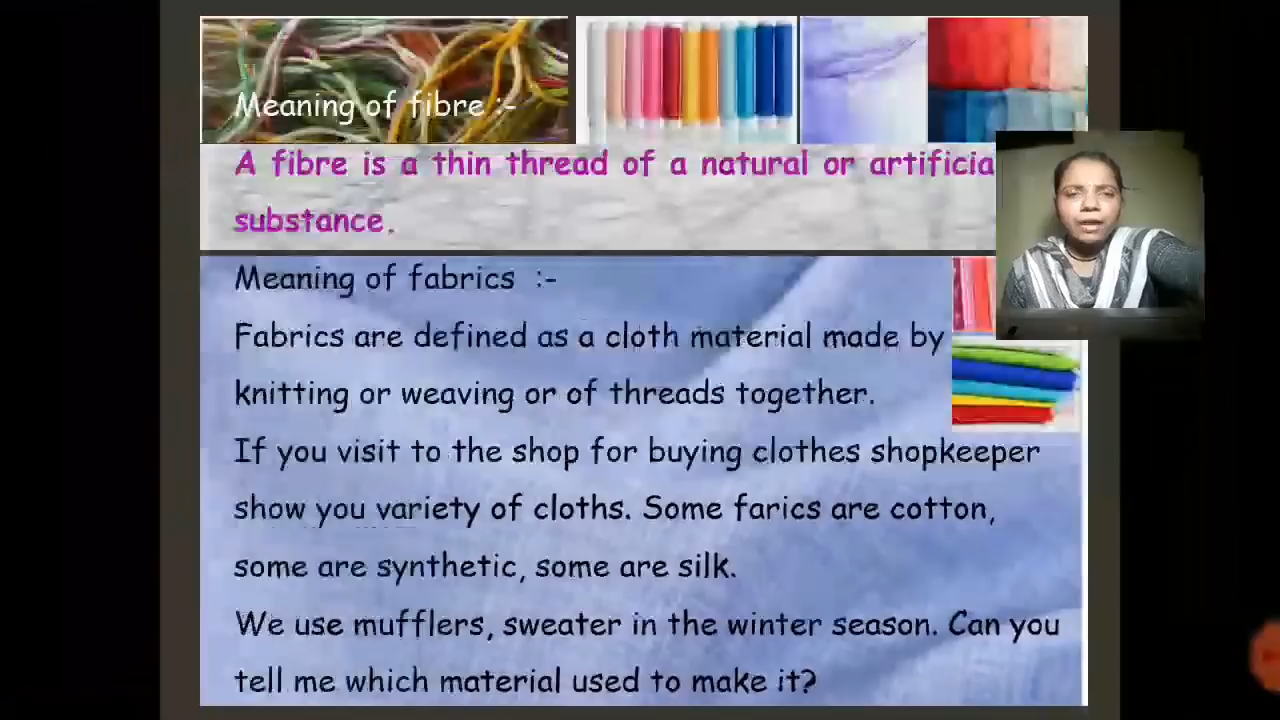 Meaning of fibre :-
A fibre is a thin thread of a natural or artificia
substance.
Meaning of fabrics :-
Fabrics are defined as a cloth material made by
knitting or weaving or of threads together.
If you visit to the shop for buying clothes shopkeeper
show you variety of cloths. Some farics are cotton,
some are synthetic, some are silk.
We use mufflers, sweater in the winter season. Can you
tell me which material used to make it?